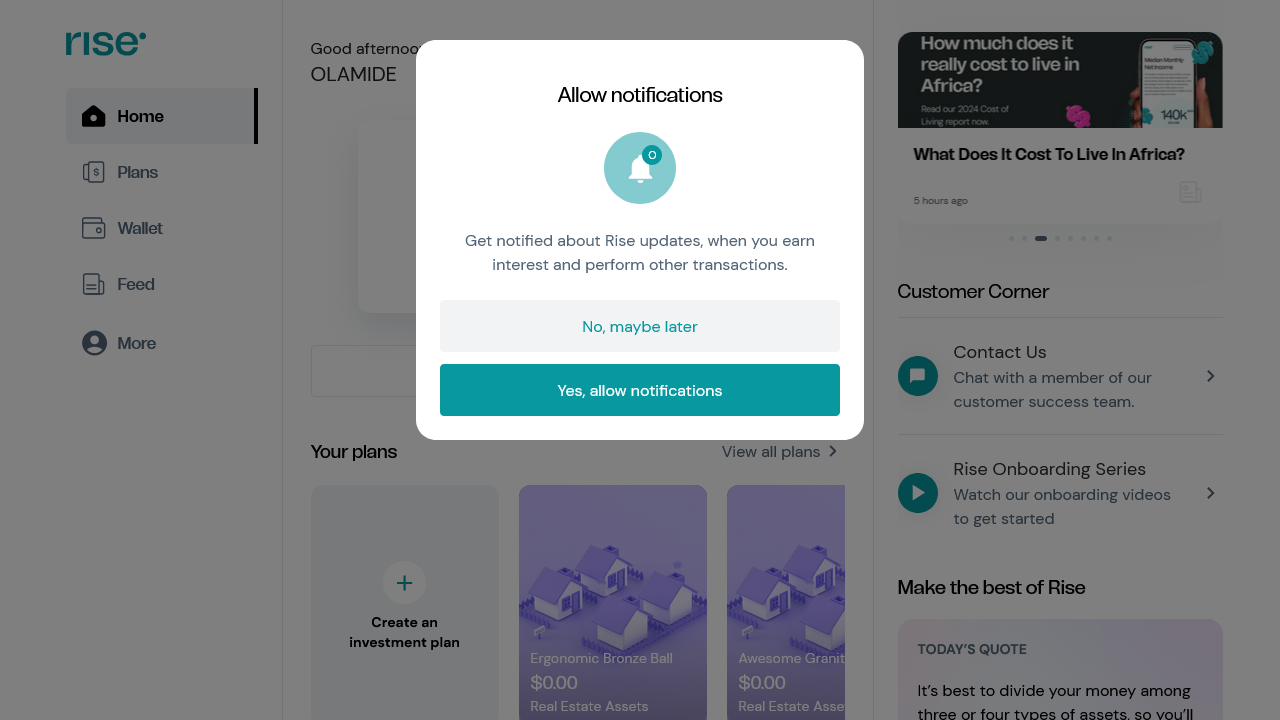 rise
Home
Plans
Wallet
Feed
More
Good afternoo
OLAMIDE
Allow notifications
0
Get notified about Rise updates, when you earn
interest and perform other transactions.
No, maybe later
Yes, allow notifications
Your plans
View all plans
Create an
investment plan
Ergonomic Bronze Ball
$0.00
Real Estate Assets
Awesome Granit
$0.00
Real Estate Asse
How much does it
really cost to live in
Africa?
Read our 2024 Cost of
Living report now.
Median Monthly
Net Income
140k
What Does It Cost To Live In Africa?
5 hours ago
Customer Corner
Contact Us
Chat with a member of our
customer success team.
Rise Onboarding Series
Watch our onboarding videos
to get started
Make the best of Rise
TODAY’S QUOTE
It’s best to divide your money among
three or four types of assets, so you’ll